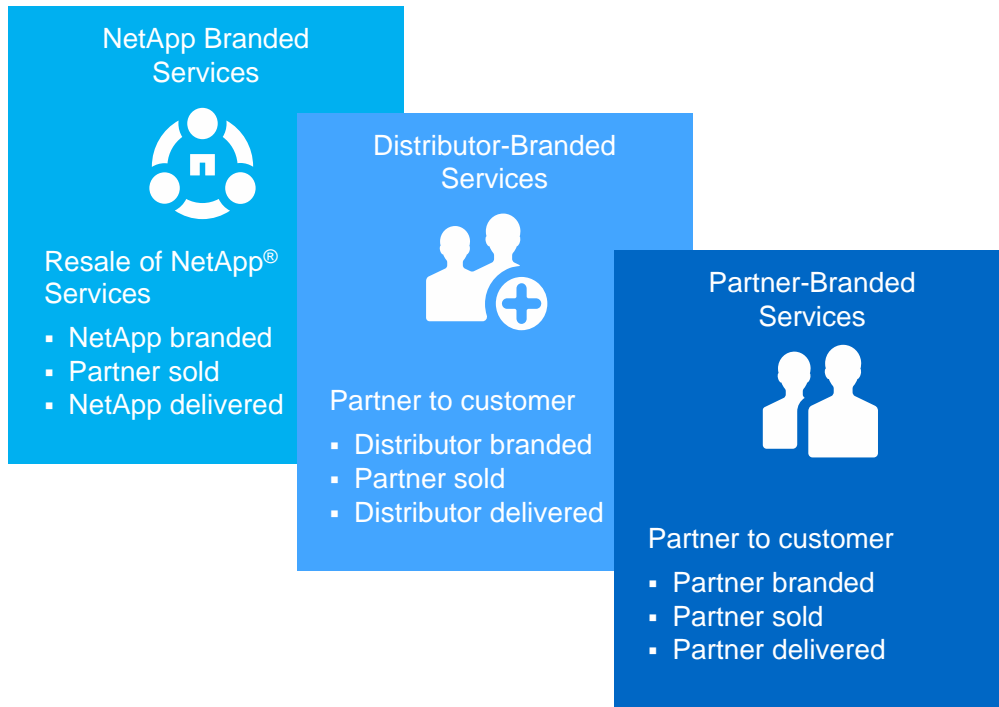 NetApp Branded
Services
Resale of NetApp®
Services
▪ NetApp branded
▪ Partner sold
▪ NetApp delivered
Distributor-Branded
Services
Partner to customer
▪ Distributor branded
▪ Partner sold
▪ Distributor delivered
Partner-Branded
Services
Partner to customer
▪ Partner branded
▪ Partner sold
▪ Partner delivered